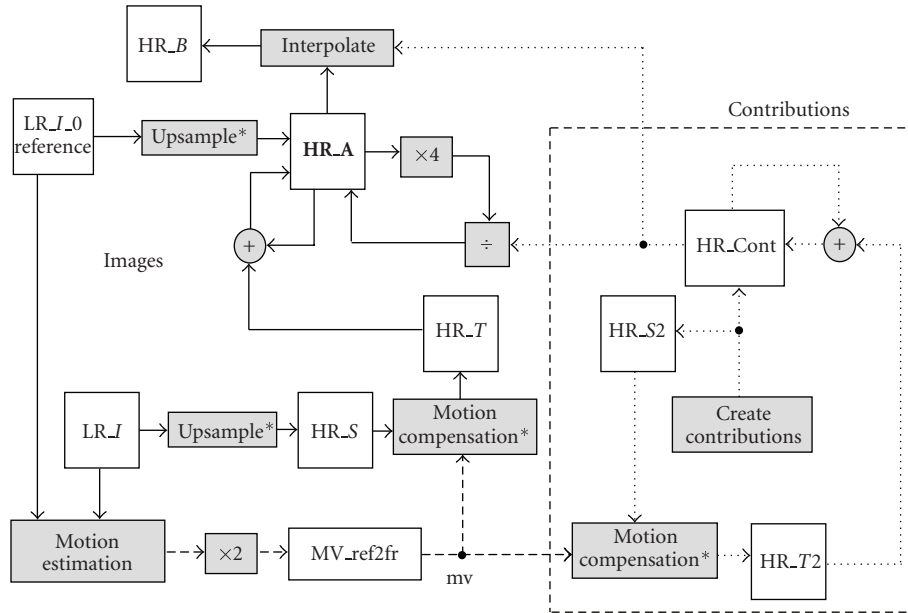 HR_B
Interpolate
Contributions
LR_I_0
reference
Upsample*
HR_A
×4
+
÷
HR_Cont
+
Images
HR_T
HR_S2
LR_I
Upsample*
HR_S
Motion
compensation*
Create
contributions
Motion
estimation
×2
MV_ref2fr
mv
Motion
compensation*
HR_T2